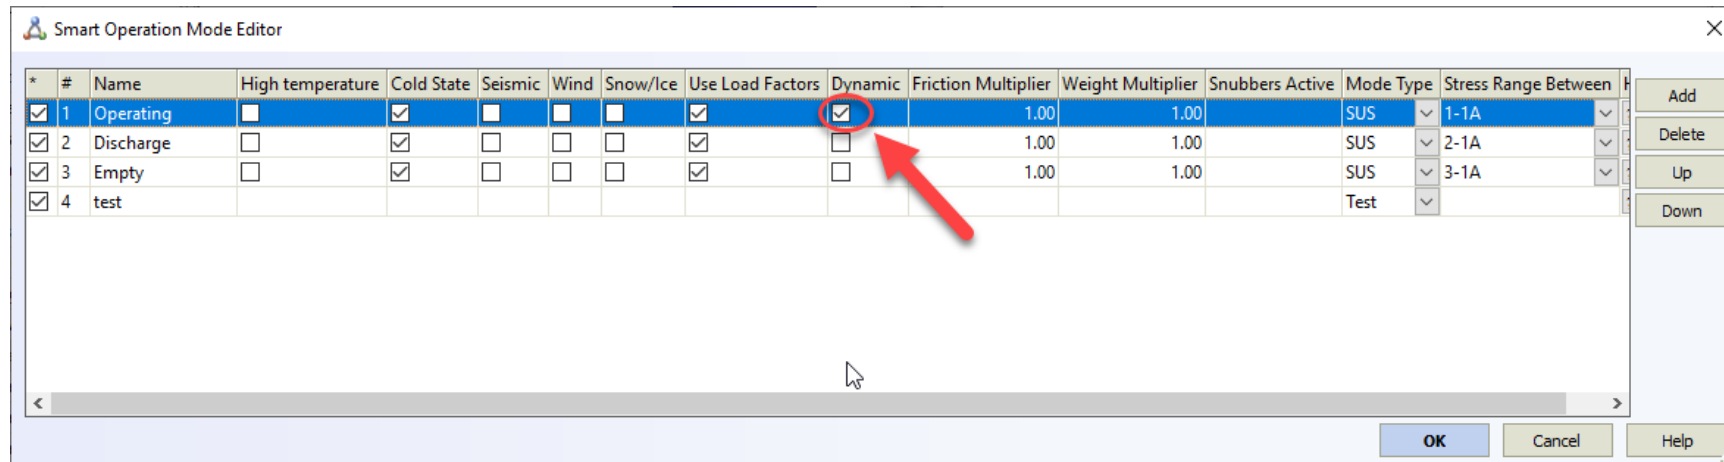 Smart Operation Mode Editor
* # Name High temperature Cold State Seismic Wind Snow/Ice Use Load Factors Dynamic Friction Multiplier Weight Multiplier Snubbers Active Mode Type Stress Range Between
Add
1 Operating 1.00 1.00 SUS 1-1A
Delete
2 Discharge 1.00 1.00 SUS 2-1A
3 Empty 1.00 1.00 SUS 3-1A
Up
4 test Test
Down
OK Cancel Help